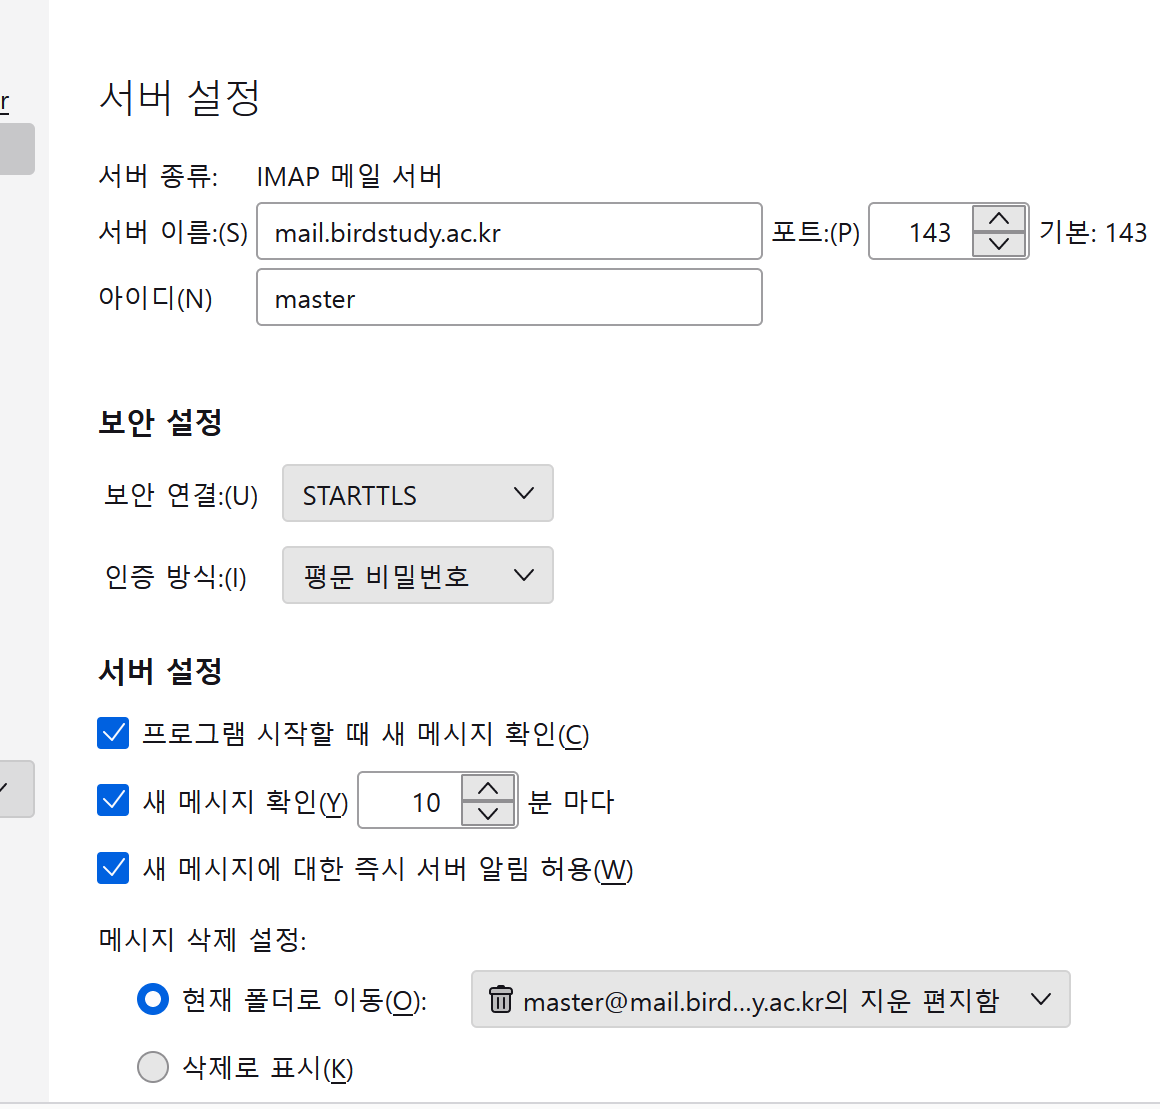 r
서버 설정
서버 종류: IMAP 메일 서버
서버 이름:(S) mail.birdstudy.ac.kr 포트:(P) 143 기본: 143
아이디(N) master
보안 설정
보안 연결:(U) STARTTLS
인증 방식:(I) 평문 비밀번호
서버 설정
프로그램 시작할 때 새 메시지 확인(C)
새 메시지 확인(Y) 10 분 마다
새 메시지에 대한 즉시 서버 알림 허용(W)
메시지 삭제 설정:
현재 폴더로 이동(O): master@mail.bird...y.ac.kr의 지운 편지함
삭제로 표시(K)